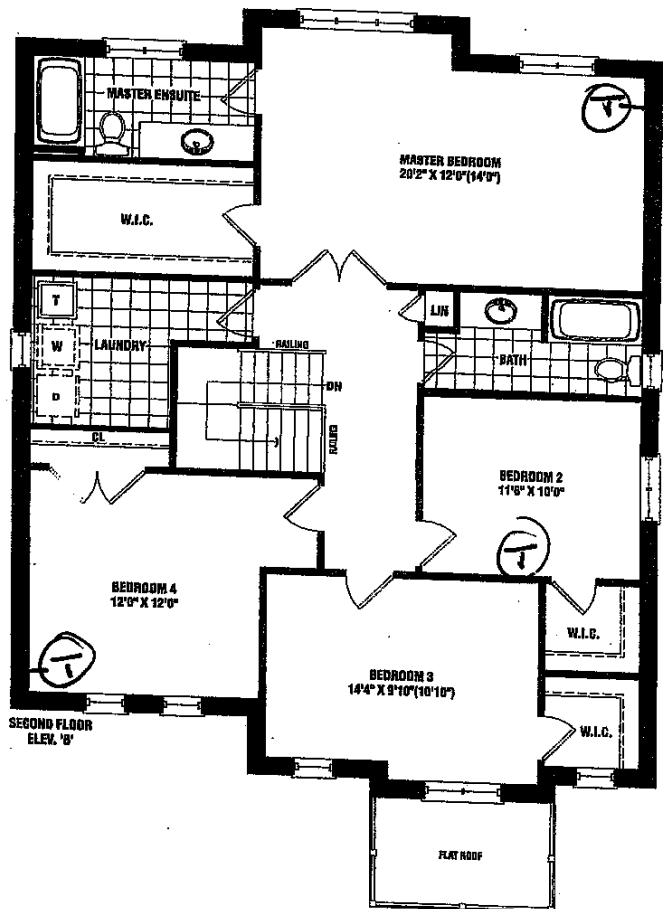 MASTER ENSUITE
MASTER BEDROOM
20'2" X 12'0"(14'0")
W.I.C.
T
W
D
LAUNDRY
LIN
BATH
RAILING
DN
CL
BEDROOM 2
11'6" X 10'0"
BEDROOM 4
12'0" X 12'0"
W.I.C.
BEDROOM 3
14'4" X 9'10"(10'10")
W.I.C.
SECOND FLOOR
ELEV. 'B'
FLAT ROOF